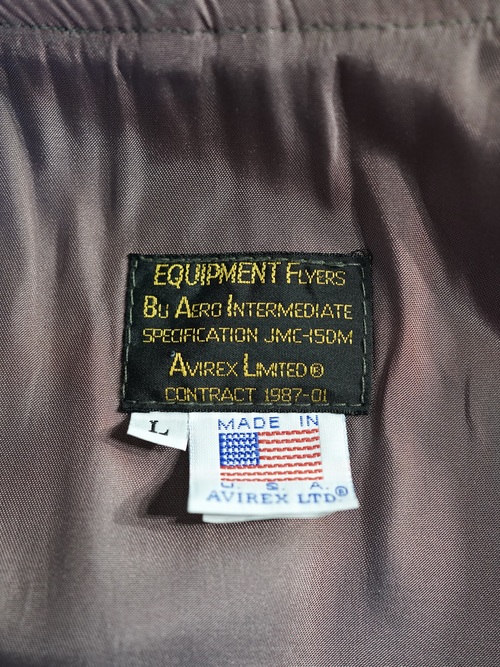 EQUIPMENT FLYERS
BU AERO INTERMEDIATE
SPECIFICATION JMC-150M
AVIREX LIMITED®
CONTRACT 1987-01
L
MADE IN
U. S. A.
AVIREX LTD.®